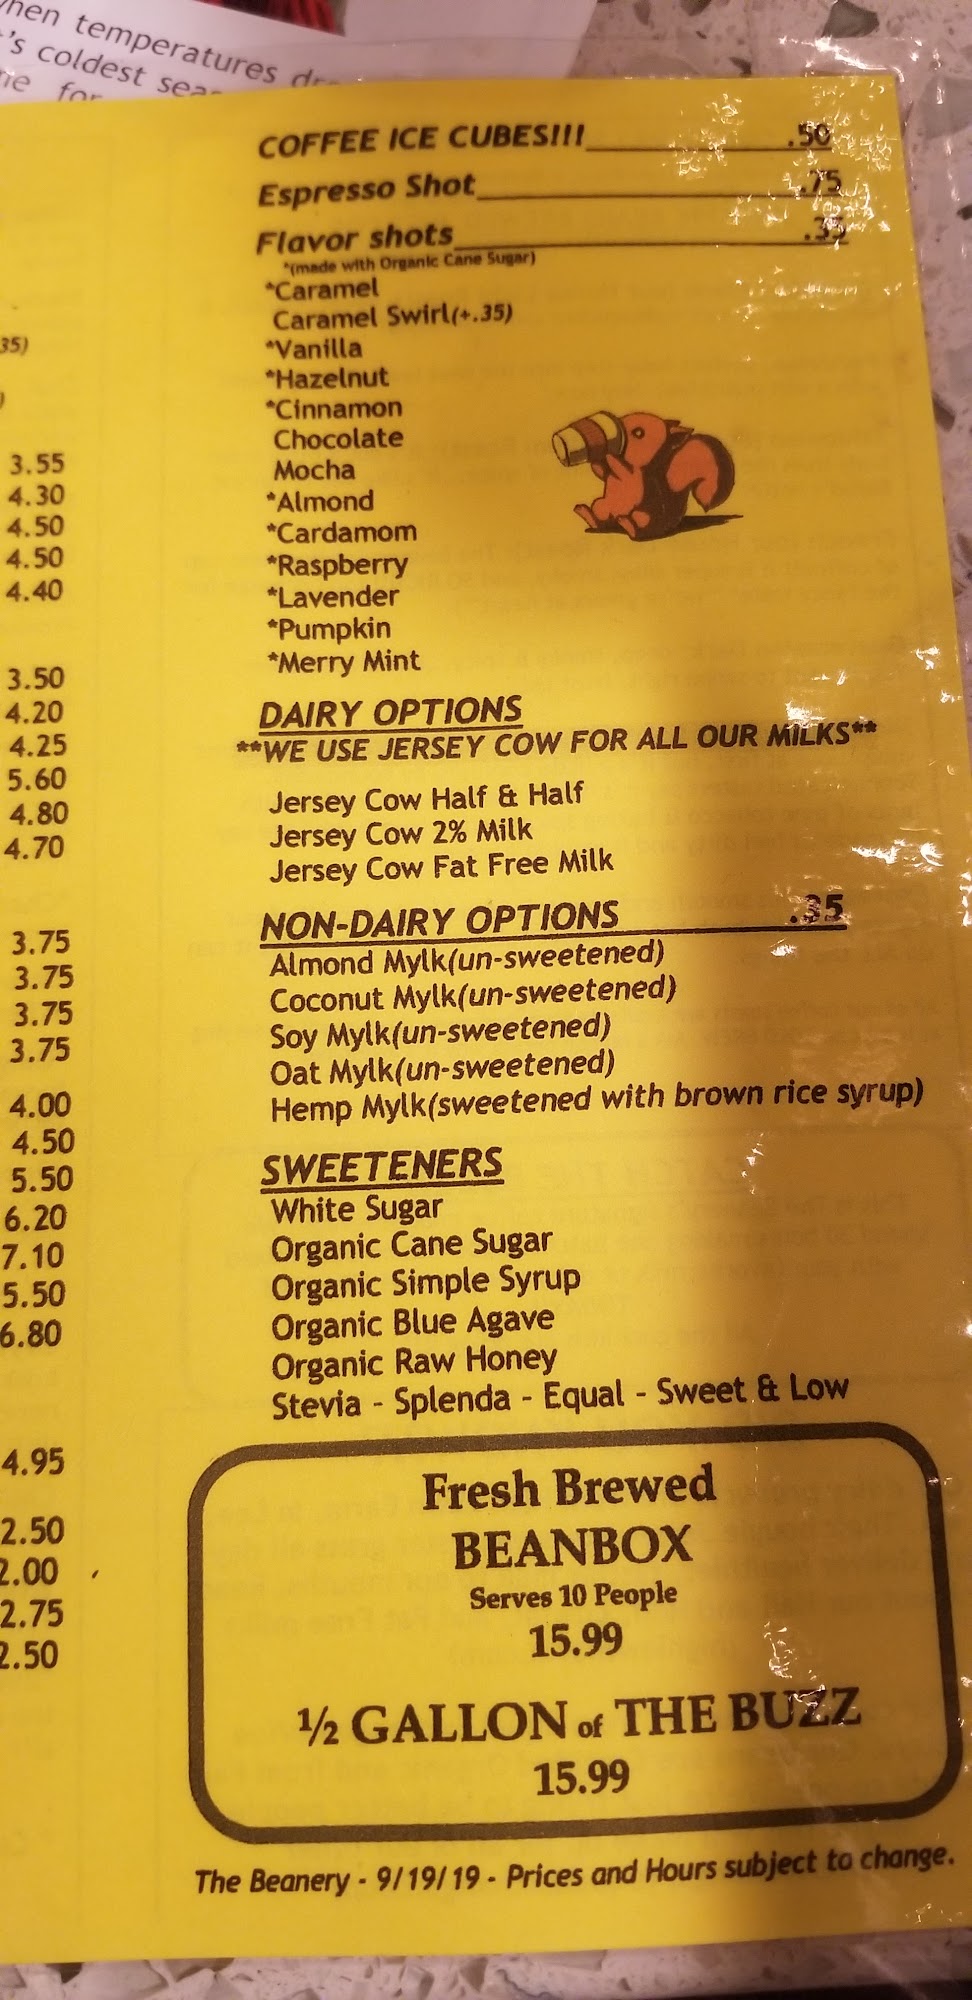 when temperatures
's coldest
for
COFFEE ICE CUBES!!! .50
Espresso Shot .75
Flavor shots .35
*(made with Organic Cane Sugar)
*Caramel
Caramel Swirl(+.35)
*Vanilla
*Hazelnut
*Cinnamon
Chocolate
Mocha
*Almond
*Cardamom
*Raspberry
*Lavender
*Pumpkin
*Merry Mint
DAIRY OPTIONS
**WE USE JERSEY COW FOR ALL OUR MILKS**
Jersey Cow Half & Half
Jersey Cow 2% Milk
Jersey Cow Fat Free Milk
NON-DAIRY OPTIONS .35
Almond Mylk(un-sweetened)
Coconut Mylk(un-sweetened)
Soy Mylk(un-sweetened)
Oat Mylk(un-sweetened)
Hemp Mylk(sweetened with brown rice syrup)
SWEETENERS
White Sugar
Organic Cane Sugar
Organic Simple Syrup
Organic Blue Agave
Organic Raw Honey
Stevia - Splenda - Equal - Sweet & Low
35)
)
3.55
4.30
4.50
4.50
4.40
3.50
4.20
4.25
5.60
4.80
4.70
3.75
3.75
3.75
3.75
4.00
4.50
5.50
6.20
7.10
5.50
6.80
4.95
2.50
2.00
2.75
2.50
Fresh Brewed
BEANBOX
Serves 10 People
15.99
½ GALLON of THE BUZZ
15.99
The Beanery - 9/19/19 - Prices and Hours subject to change.